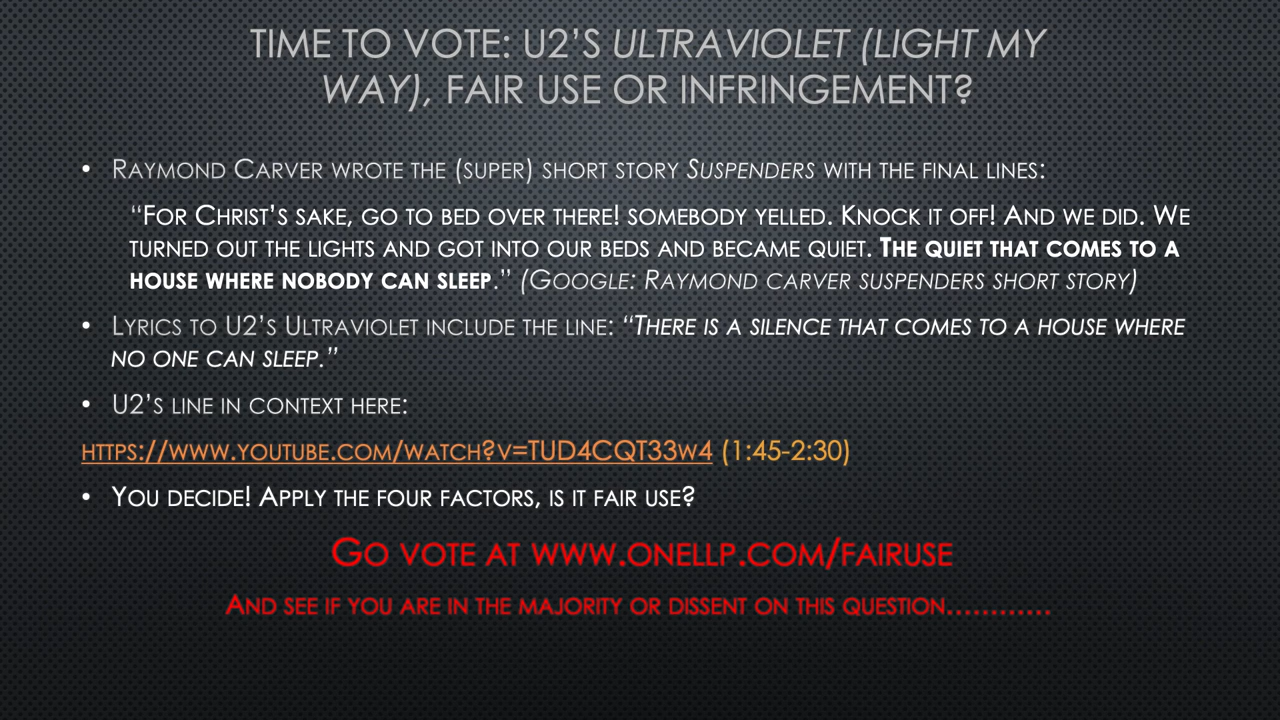 TIME TO VOTE: U2'S ULTRAVIOLET (LIGHT MY
WAY), FAIR USE OR INFRINGEMENT?
• RAYMOND CARVER WROTE THE (SUPER) SHORT STORY SUSPENDERS WITH THE FINAL LINES:
“FOR CHRIST’S SAKE, GO TO BED OVER THERE! SOMEBODY YELLED. KNOCK IT OFF! AND WE DID. WE
TURNED OUT THE LIGHTS AND GOT INTO OUR BEDS AND BECAME QUIET. THE QUIET THAT COMES TO A
HOUSE WHERE NOBODY CAN SLEEP.” (GOOGLE: RAYMOND CARVER SUSPENDERS SHORT STORY)
• LYRICS TO U2’S ULTRAVIOLET INCLUDE THE LINE: “THERE IS A SILENCE THAT COMES TO A HOUSE WHERE
NO ONE CAN SLEEP.”
• U2’S LINE IN CONTEXT HERE:
HTTPS://WWW.YOUTUBE.COM/WATCH?V=TUD4CQT33W4 (1:45-2:30)
• YOU DECIDE! APPLY THE FOUR FACTORS, IS IT FAIR USE?
GO VOTE AT WWW.ONELLP.COM/FAIRUSE
AND SEE IF YOU ARE IN THE MAJORITY OR DISSENT ON THIS QUESTION............